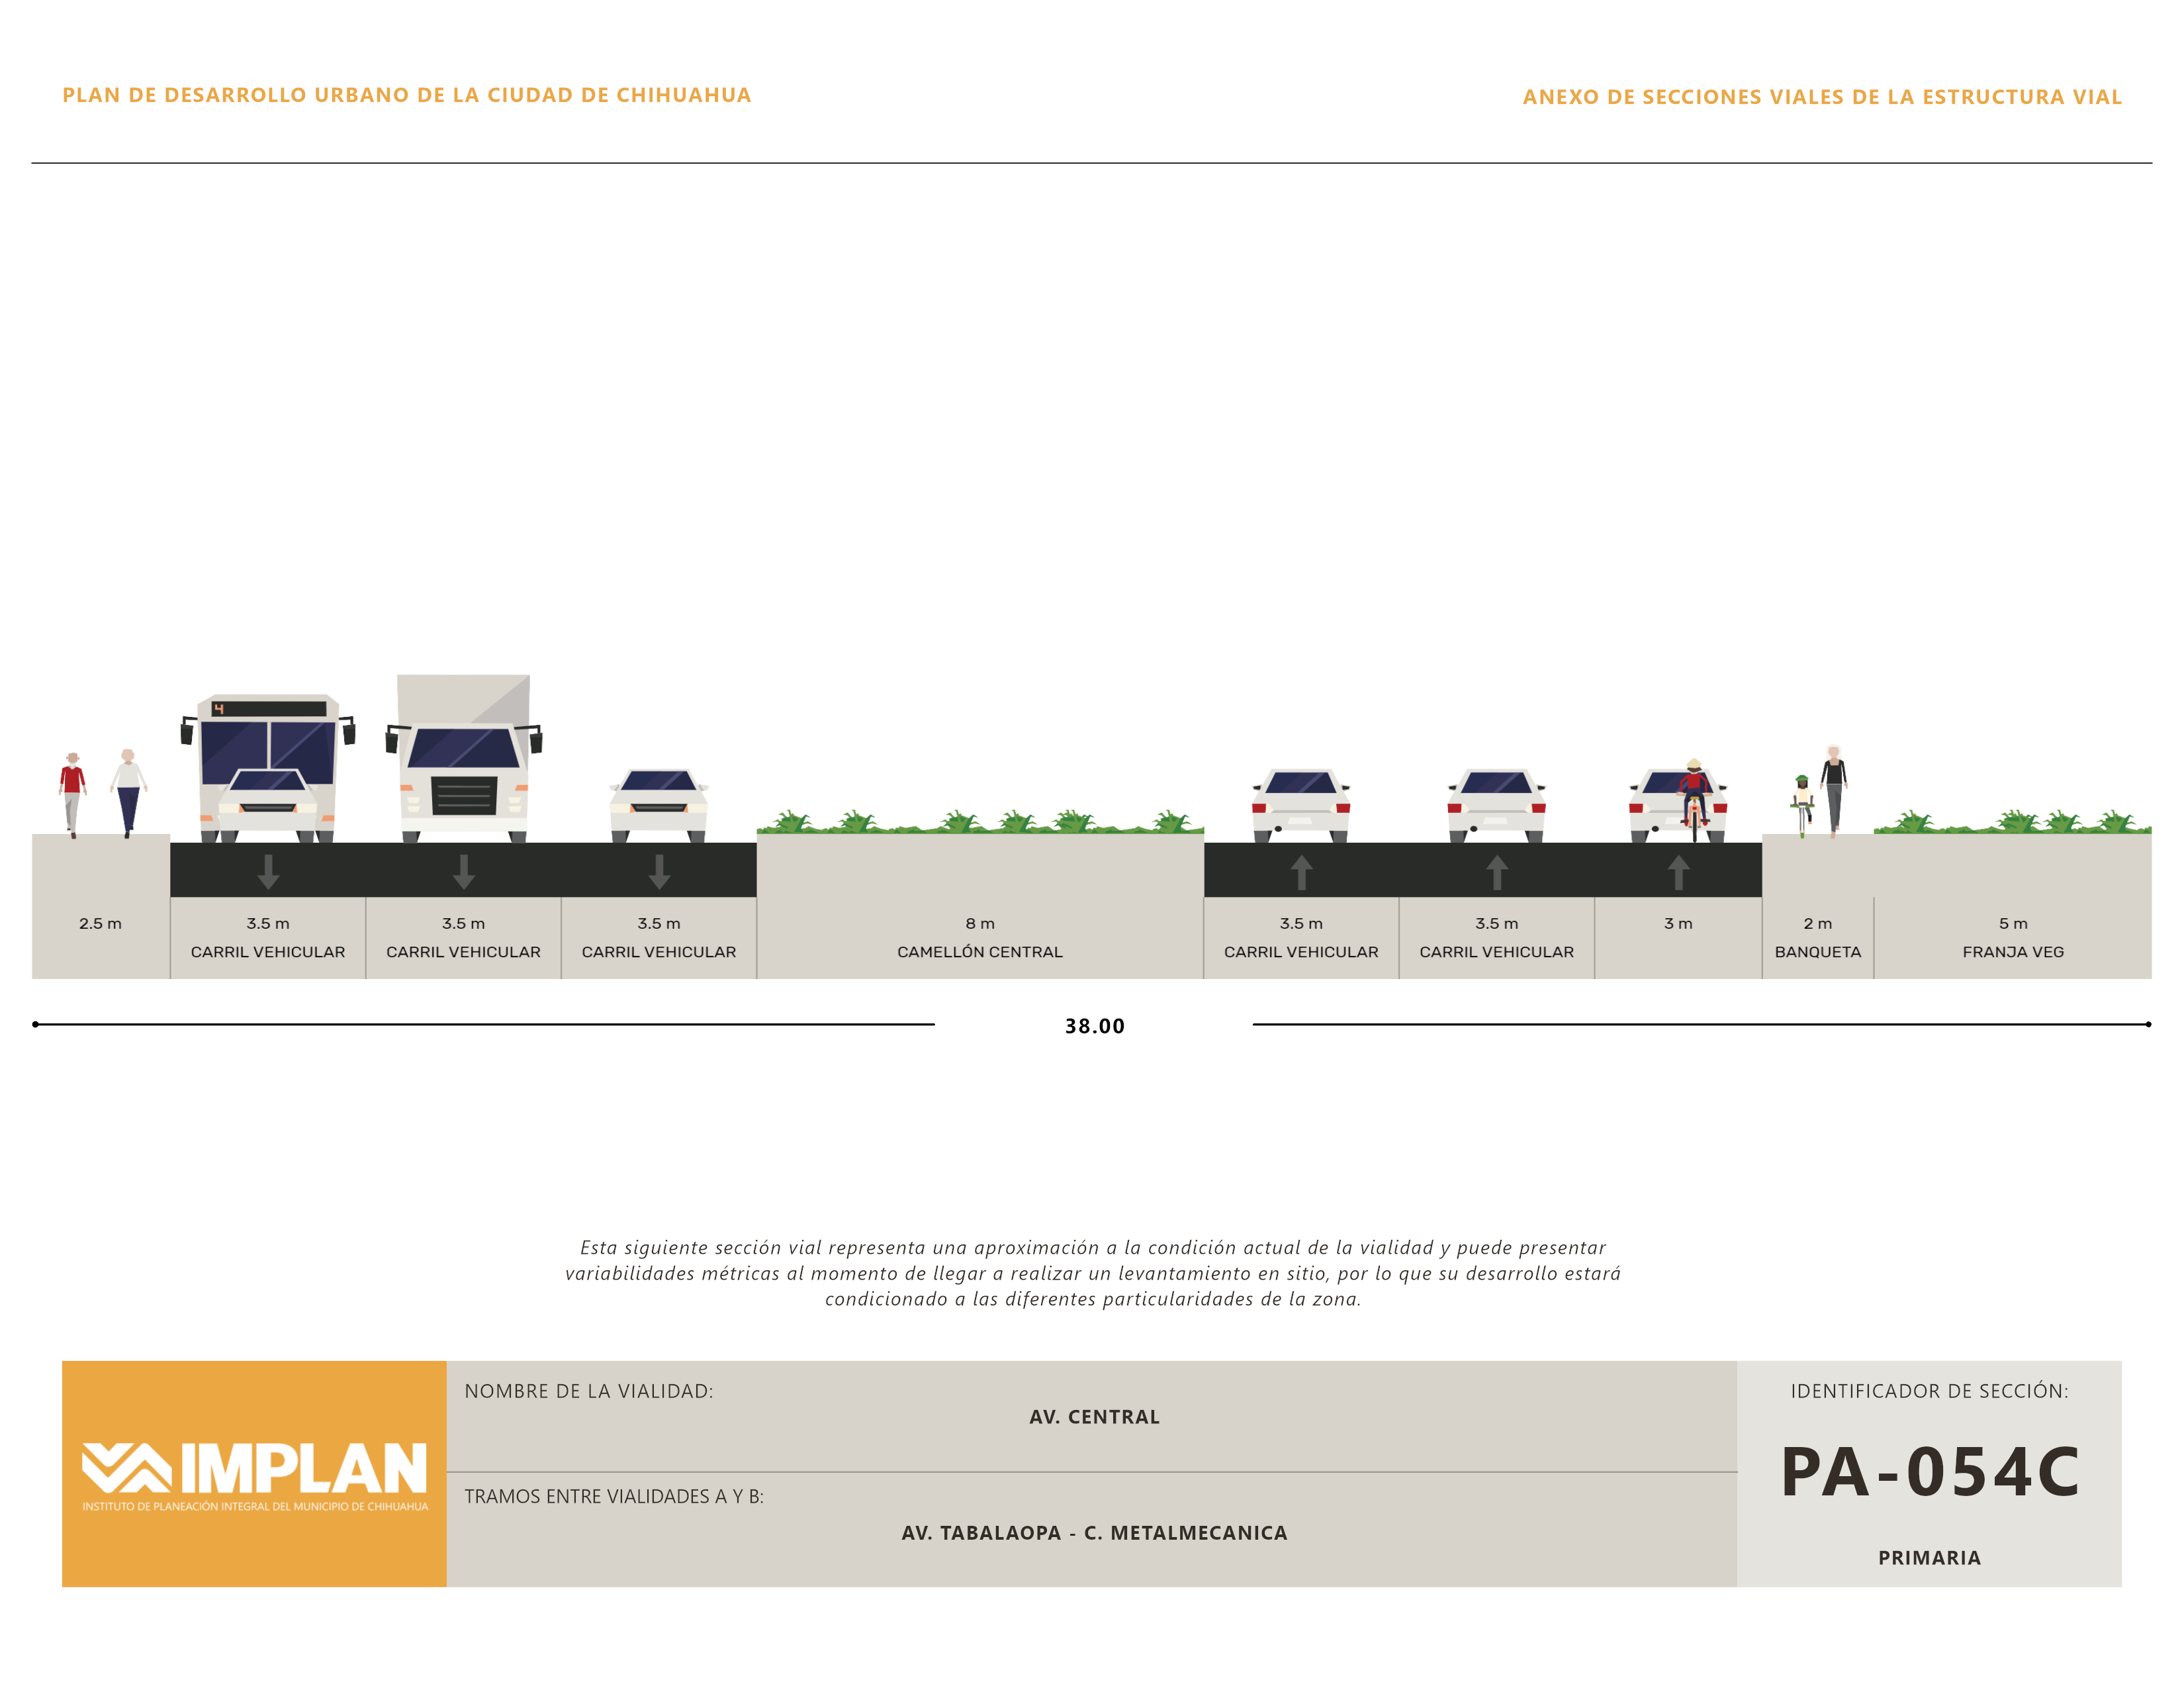 PLAN DE DESARROLLO URBANO DE LA CIUDAD DE CHIHUAHUA
ANEXO DE SECCIONES VIALES DE LA ESTRUCTURA VIAL
4
2.5 m
3.5 m
CARRIL VEHICULAR
3.5 m
CARRIL VEHICULAR
3.5 m
CARRIL VEHICULAR
8 m
CAMELLÓN CENTRAL
3.5 m
CARRIL VEHICULAR
3.5 m
CARRIL VEHICULAR
3 m
2 m
BANQUETA
5 m
FRANJA VEG
38.00
Esta siguiente sección vial representa una aproximación a la condición actual de la vialidad y puede presentar
variabilidades métricas al momento de llegar a realizar un levantamiento en sitio, por lo que su desarrollo estará
condicionado a las diferentes particularidades de la zona.
IMPLAN
INSTITUTO DE PLANEACIÓN INTEGRAL DEL MUNICIPIO DE CHIHUAHUA
NOMBRE DE LA VIALIDAD:
AV. CENTRAL
TRAMOS ENTRE VIALIDADES A Y B:
AV. TABALAOPA - C. METALMECANICA
IDENTIFICADOR DE SECCIÓN:
PA-054C
PRIMARIA